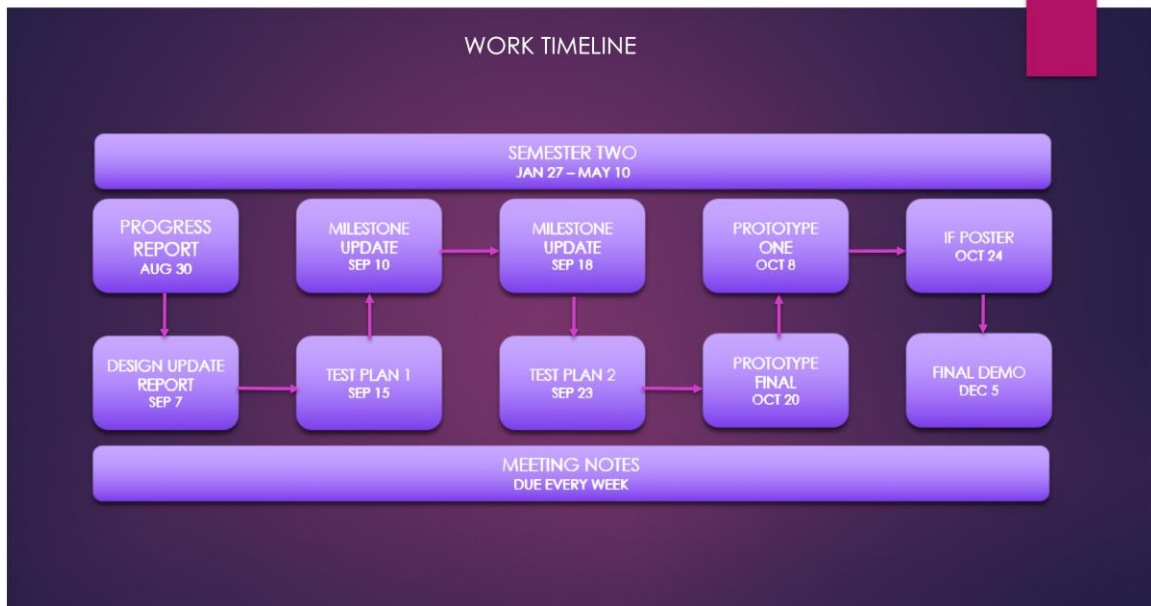 WORK TIMELINE
SEMESTER TWO
JAN 27 – MAY 10
PROGRESS
REPORT
AUG 30
MILESTONE
UPDATE
SEP 10
MILESTONE
UPDATE
SEP 18
PROTOTYPE
ONE
OCT 8
IF POSTER
OCT 24
DESIGN UPDATE
REPORT
SEP 7
TEST PLAN 1
SEP 15
TEST PLAN 2
SEP 23
PROTOTYPE
FINAL
OCT 20
FINAL DEMO
DEC 5
MEETING NOTES
DUE EVERY WEEK